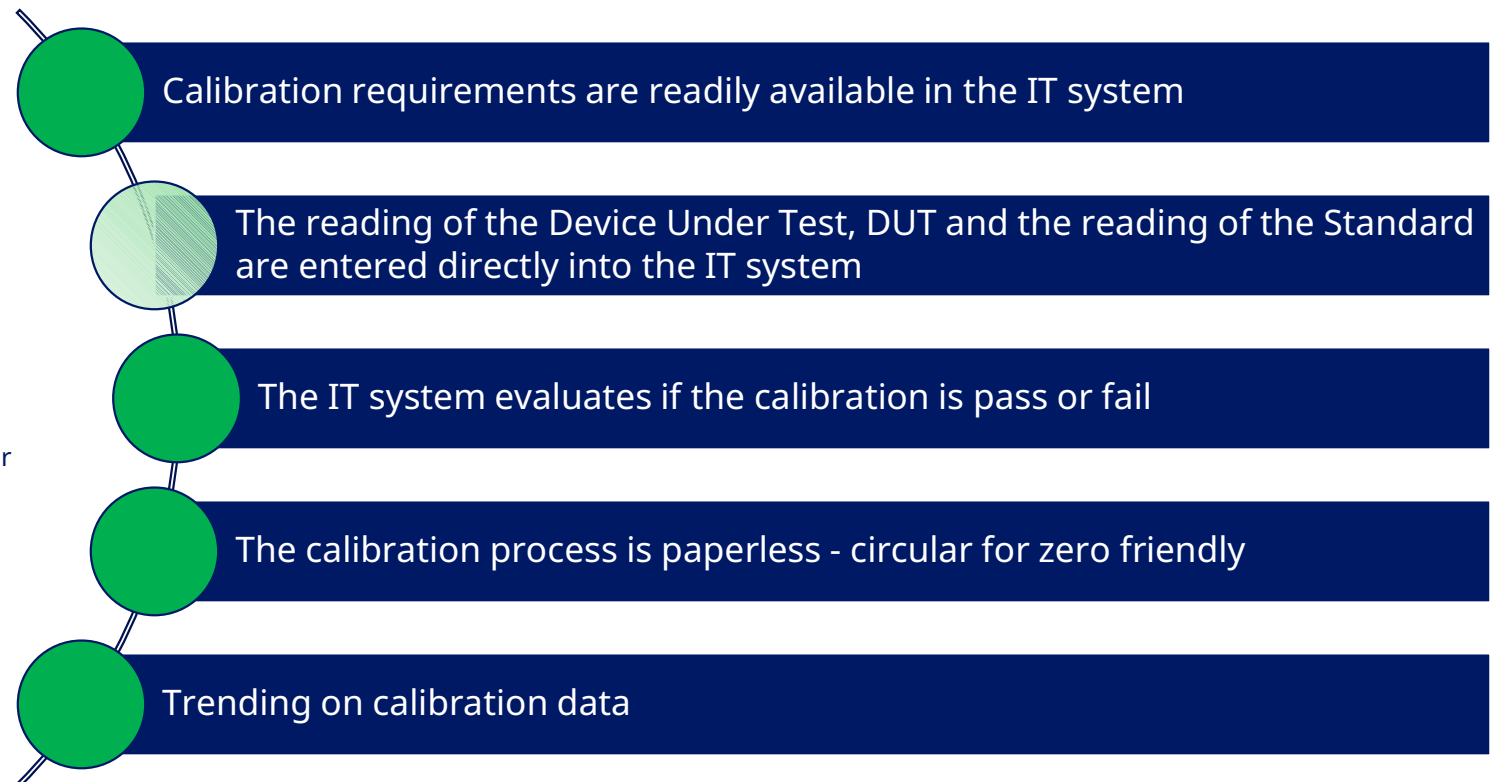 Calibration requirements are readily available in the IT system
The reading of the Device Under Test, DUT and the reading of the Standard
are entered directly into the IT system
The IT system evaluates if the calibration is pass or fail
r
The calibration process is paperless - circular for zero friendly
Trending on calibration data